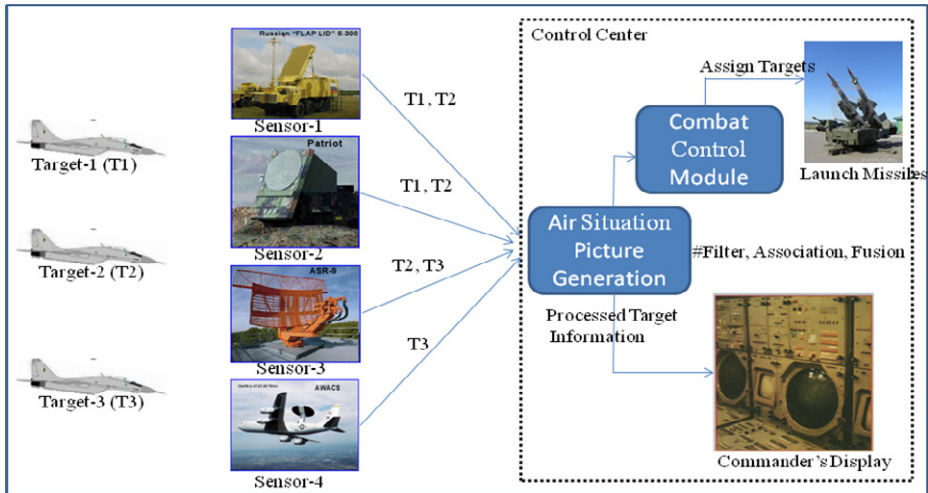 Russian "FLAP LID" S-300
Sensor-1
Target-1 (T1)
Patriot
Sensor-2
Target-2 (T2)
ASR-9
Sensor-3
Target-3 (T3)
AWACS
Sensor-4
T1, T2
T1, T2
T2, T3
T3
Control Center
Assign Targets
Combat
Control
Module
Launch Missiles
Air Situation
Picture
Generation
#Filter, Association, Fusion
Processed Target
Information
Commander's Display